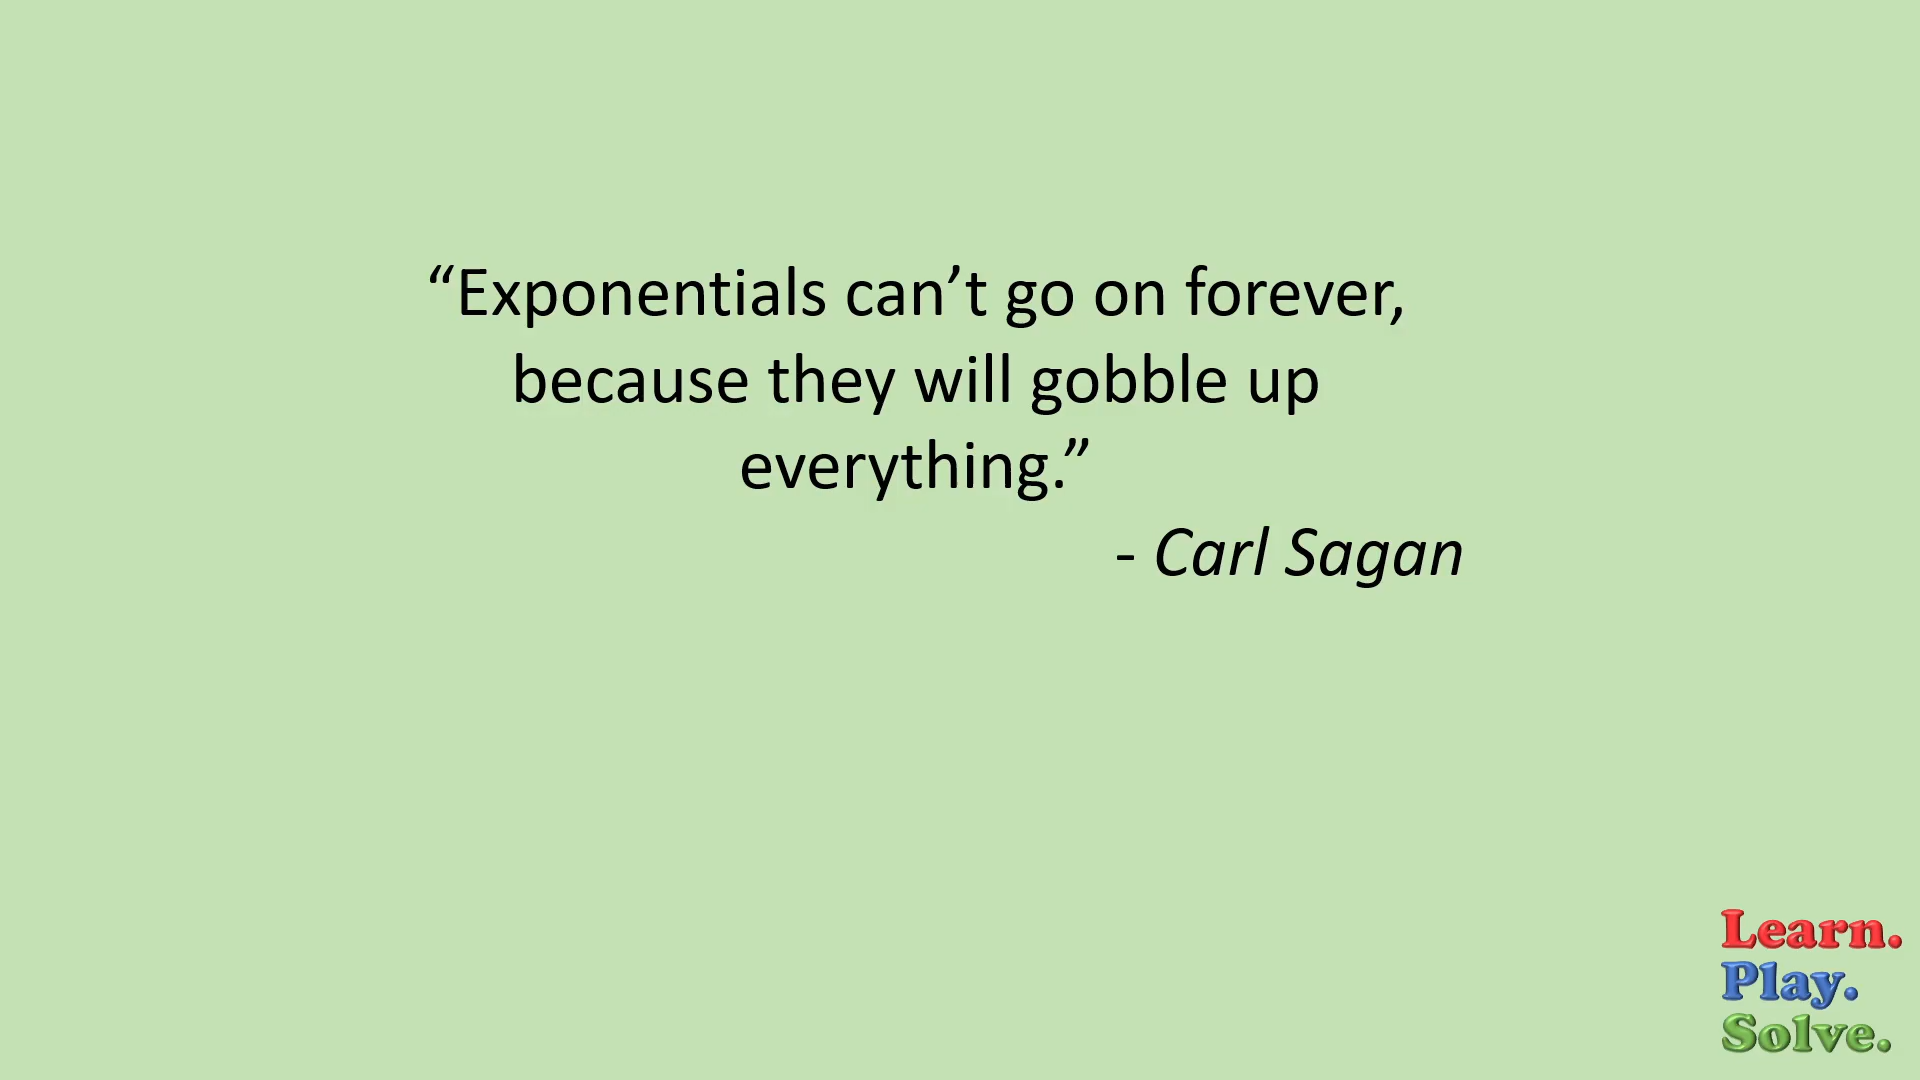 “Exponentials can’t go on forever,
because they will gobble up
everything.”
- Carl Sagan
Learn.
Play.
Solve.